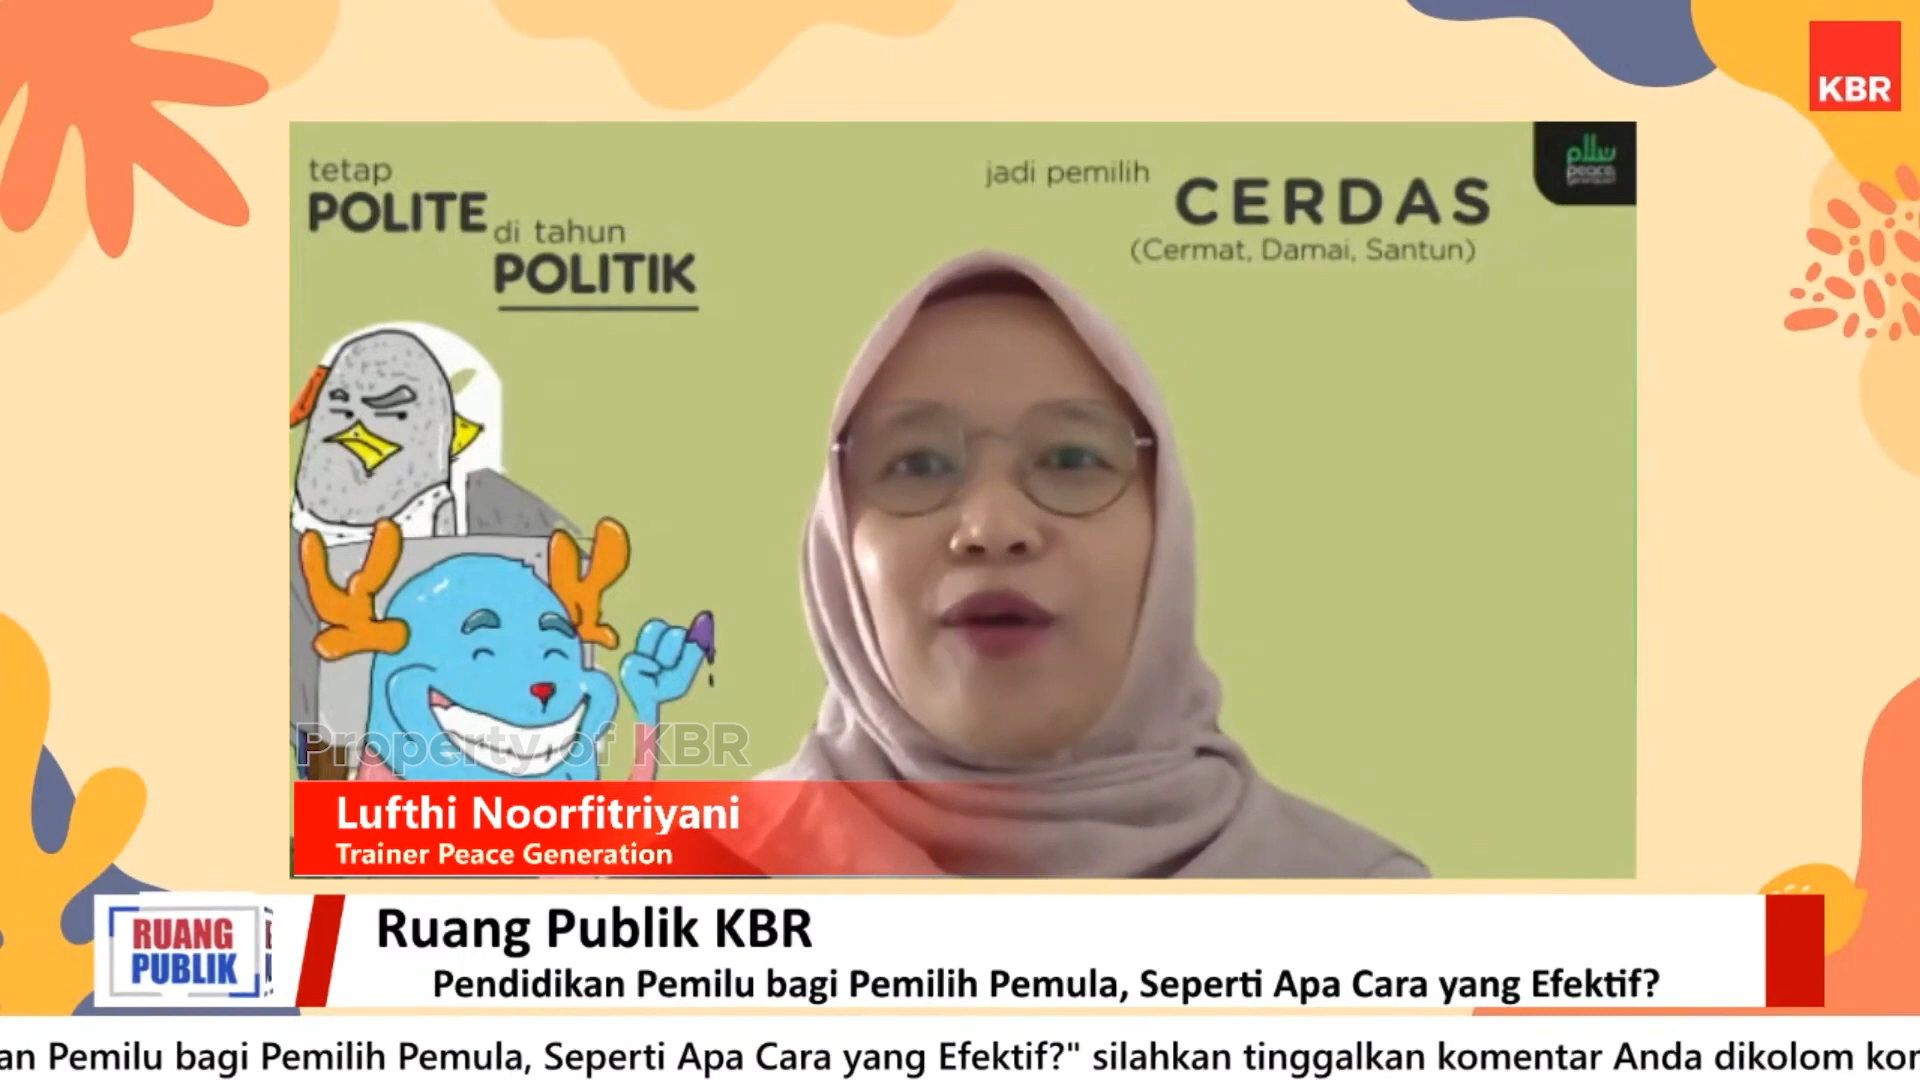 KBR
tetap
POLITE
di tahun
POLITIK
jadi pemilih
CERDAS
(Cermat, Damai, Santun)
peace
generation
Property of KBR
Lufthi Noorfitriyani
Trainer Peace Generation
RUANG
PUBLIK
Ruang Publik KBR
Pendidikan Pemilu bagi Pemilih Pemula, Seperti Apa Cara yang Efektif?
an Pemilu bagi Pemilih Pemula, Seperti Apa Cara yang Efektif?" silahkan tinggalkan komentar Anda dikolom kor